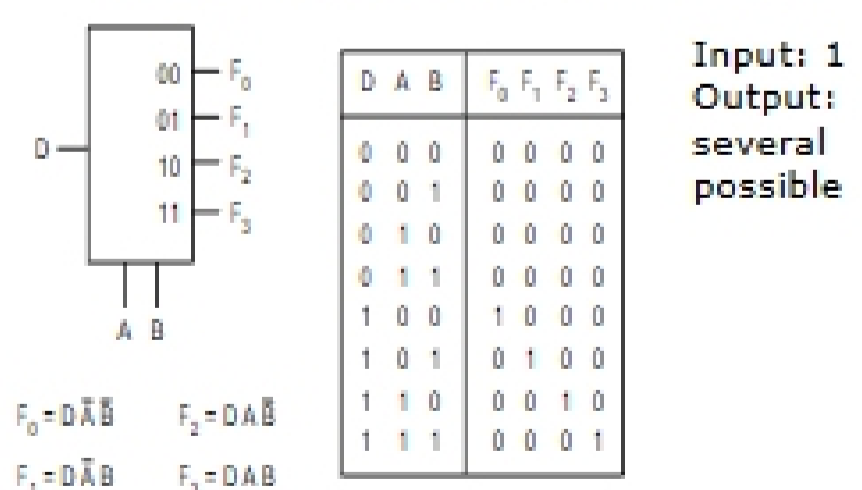 00 F₀
01 F₁
D
10 F₂
11 F₃
A B
F₀=DA̅B̅ F₂=DAB̅
F₁=DA̅B F₃=DAB
D A B F₀ F₁ F₂ F₃
0 0 0 0 0 0 0
0 0 1 0 0 0 0
0 1 0 0 0 0 0
0 1 1 0 0 0 0
1 0 0 1 0 0 0
1 0 1 0 1 0 0
1 1 0 0 0 1 0
1 1 1 0 0 0 1
Input: 1
Output:
several
possible